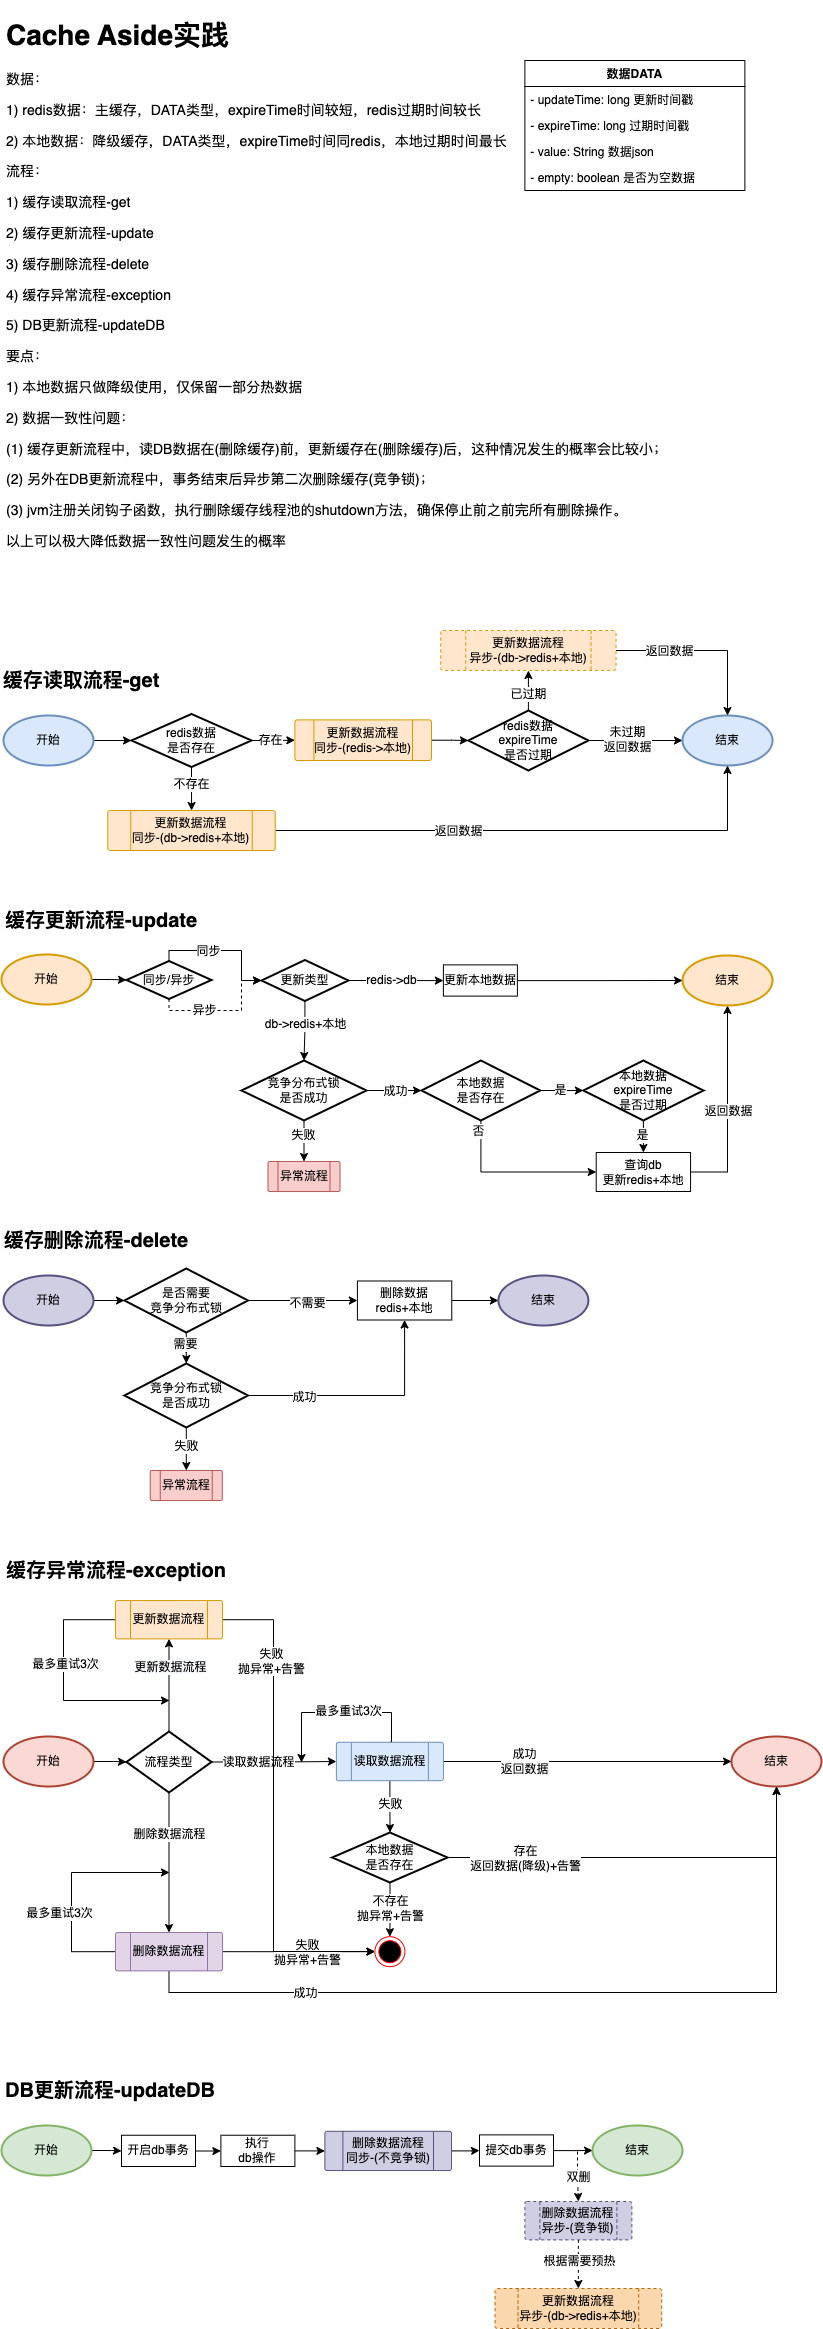 Cache Aside实践
数据：
1) redis数据：主缓存，DATA类型，expireTime时间较短，redis过期时间较长
2) 本地数据：降级缓存，DATA类型，expireTime时间同redis，本地过期时间最长
流程：
1) 缓存读取流程-get
2) 缓存更新流程-update
3) 缓存删除流程-delete
4) 缓存异常流程-exception
5) DB更新流程-updateDB
要点：
1) 本地数据只做降级使用，仅保留一部分热数据
2) 数据一致性问题：
(1) 缓存更新流程中，读DB数据在(删除缓存)前，更新缓存在(删除缓存)后，这种情况发生的概率会比较小；
(2) 另外在DB更新流程中，事务结束后异步第二次删除缓存(竞争锁)；
(3) jvm注册关闭钩子函数，执行删除缓存线程池的shutdown方法，确保停止前之前完所有删除操作。
以上可以极大降低数据一致性问题发生的概率
数据DATA
- updateTime: long 更新时间戳
- expireTime: long 过期时间戳
- value: String 数据json
- empty: boolean 是否为空数据
缓存读取流程-get
开始
redis数据
是否存在
存在
更新数据流程
同步-(redis->本地)
redis数据
expireTime
是否过期
已过期
更新数据流程
异步-(db->redis+本地)
返回数据
未过期
返回数据
结束
不存在
更新数据流程
同步-(db->redis+本地)
返回数据
缓存更新流程-update
开始
同步/异步
同步
异步
更新类型
redis->db
更新本地数据
结束
db->redis+本地
竞争分布式锁
是否成功
成功
本地数据
是否存在
是
本地数据
expireTime
是否过期
返回数据
失败
否
是
异常流程
查询db
更新redis+本地
缓存删除流程-delete
开始
是否需要
竞争分布式锁
不需要
删除数据
redis+本地
结束
需要
竞争分布式锁
是否成功
成功
失败
异常流程
缓存异常流程-exception
更新数据流程
最多重试3次
更新数据流程
失败
抛异常+告警
开始
流程类型
读取数据流程
最多重试3次
读取数据流程
成功
返回数据
结束
失败
删除数据流程
本地数据
是否存在
存在
返回数据(降级)+告警
不存在
抛异常+告警
最多重试3次
删除数据流程
失败
抛异常+告警
成功
DB更新流程-updateDB
开始
开启db事务
执行
db操作
删除数据流程
同步-(不竞争锁)
提交db事务
结束
双删
删除数据流程
异步-(竞争锁)
根据需要预热
更新数据流程
异步-(db->redis+本地)